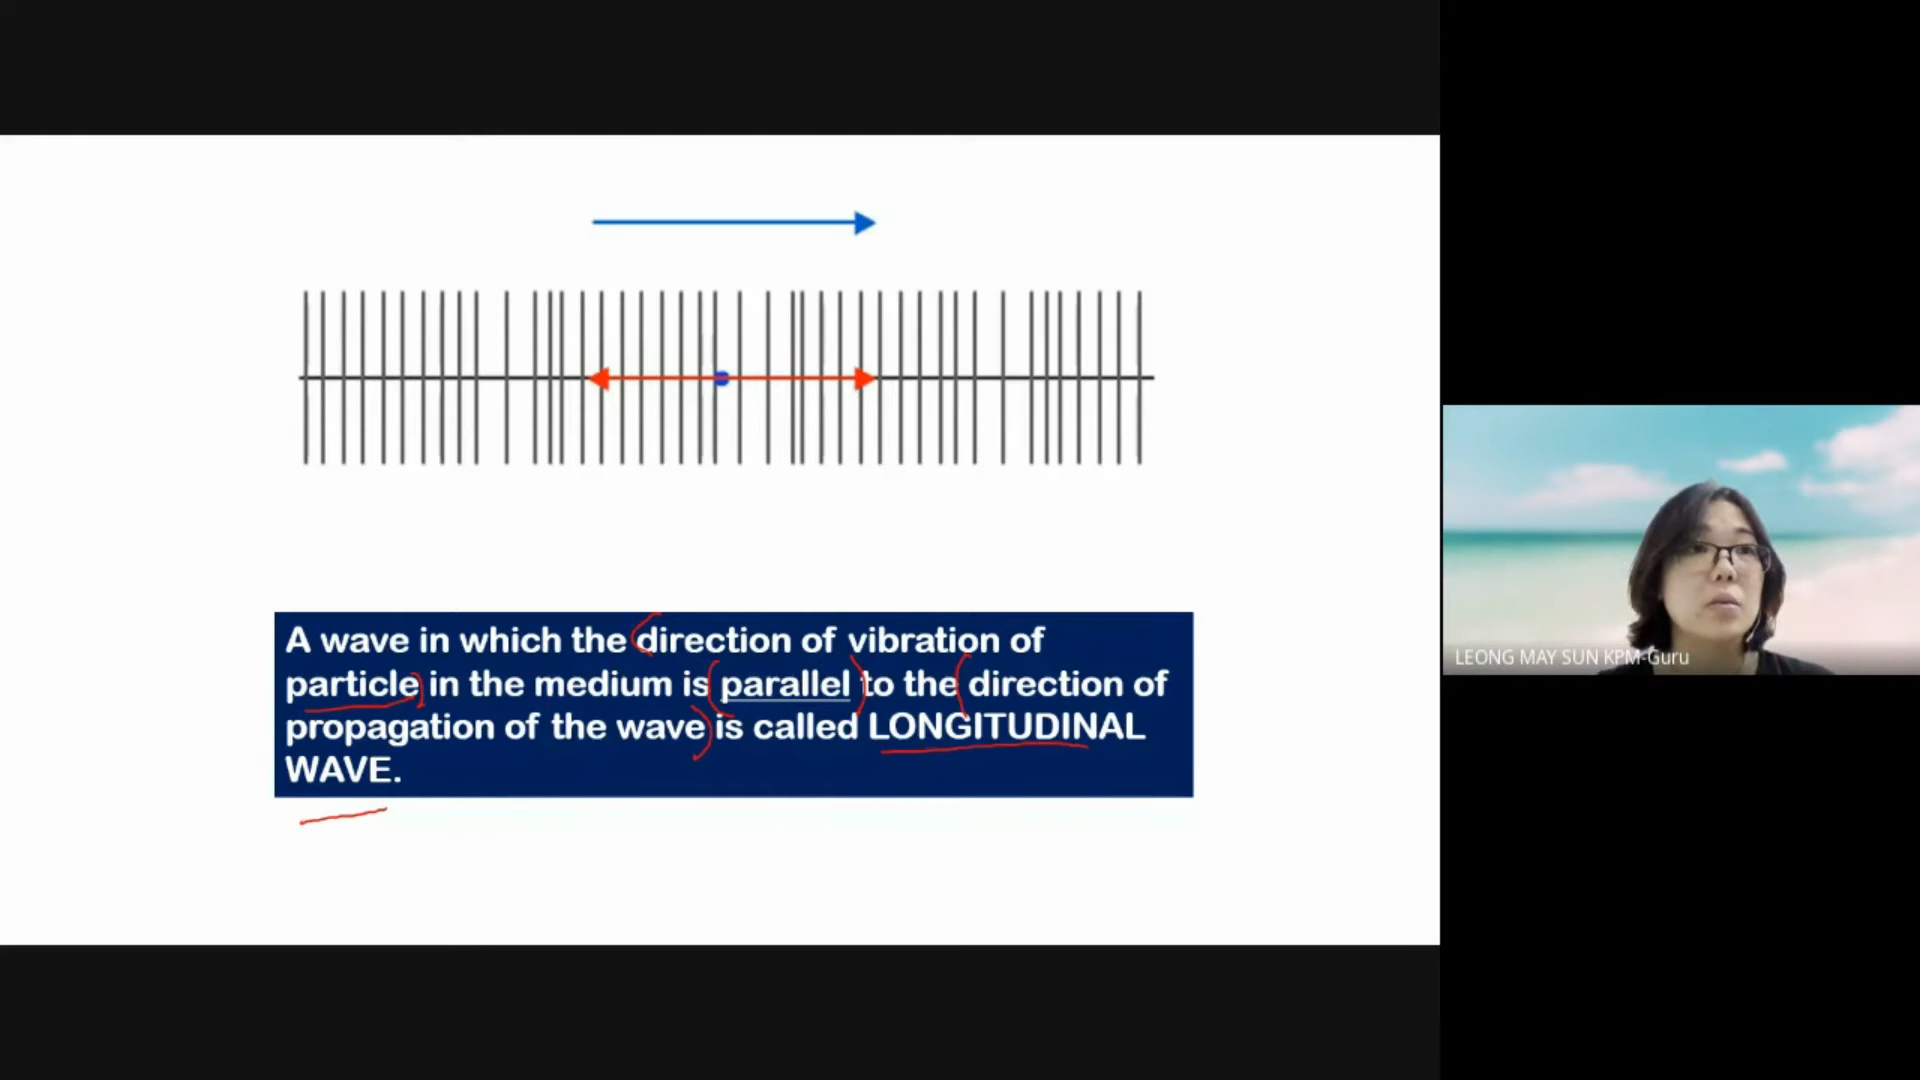 A wave in which the direction of vibration of
particle in the medium is parallel to the direction of
propagation of the wave is called LONGITUDINAL
WAVE.
LEONG MAY SUN KPM-Guru